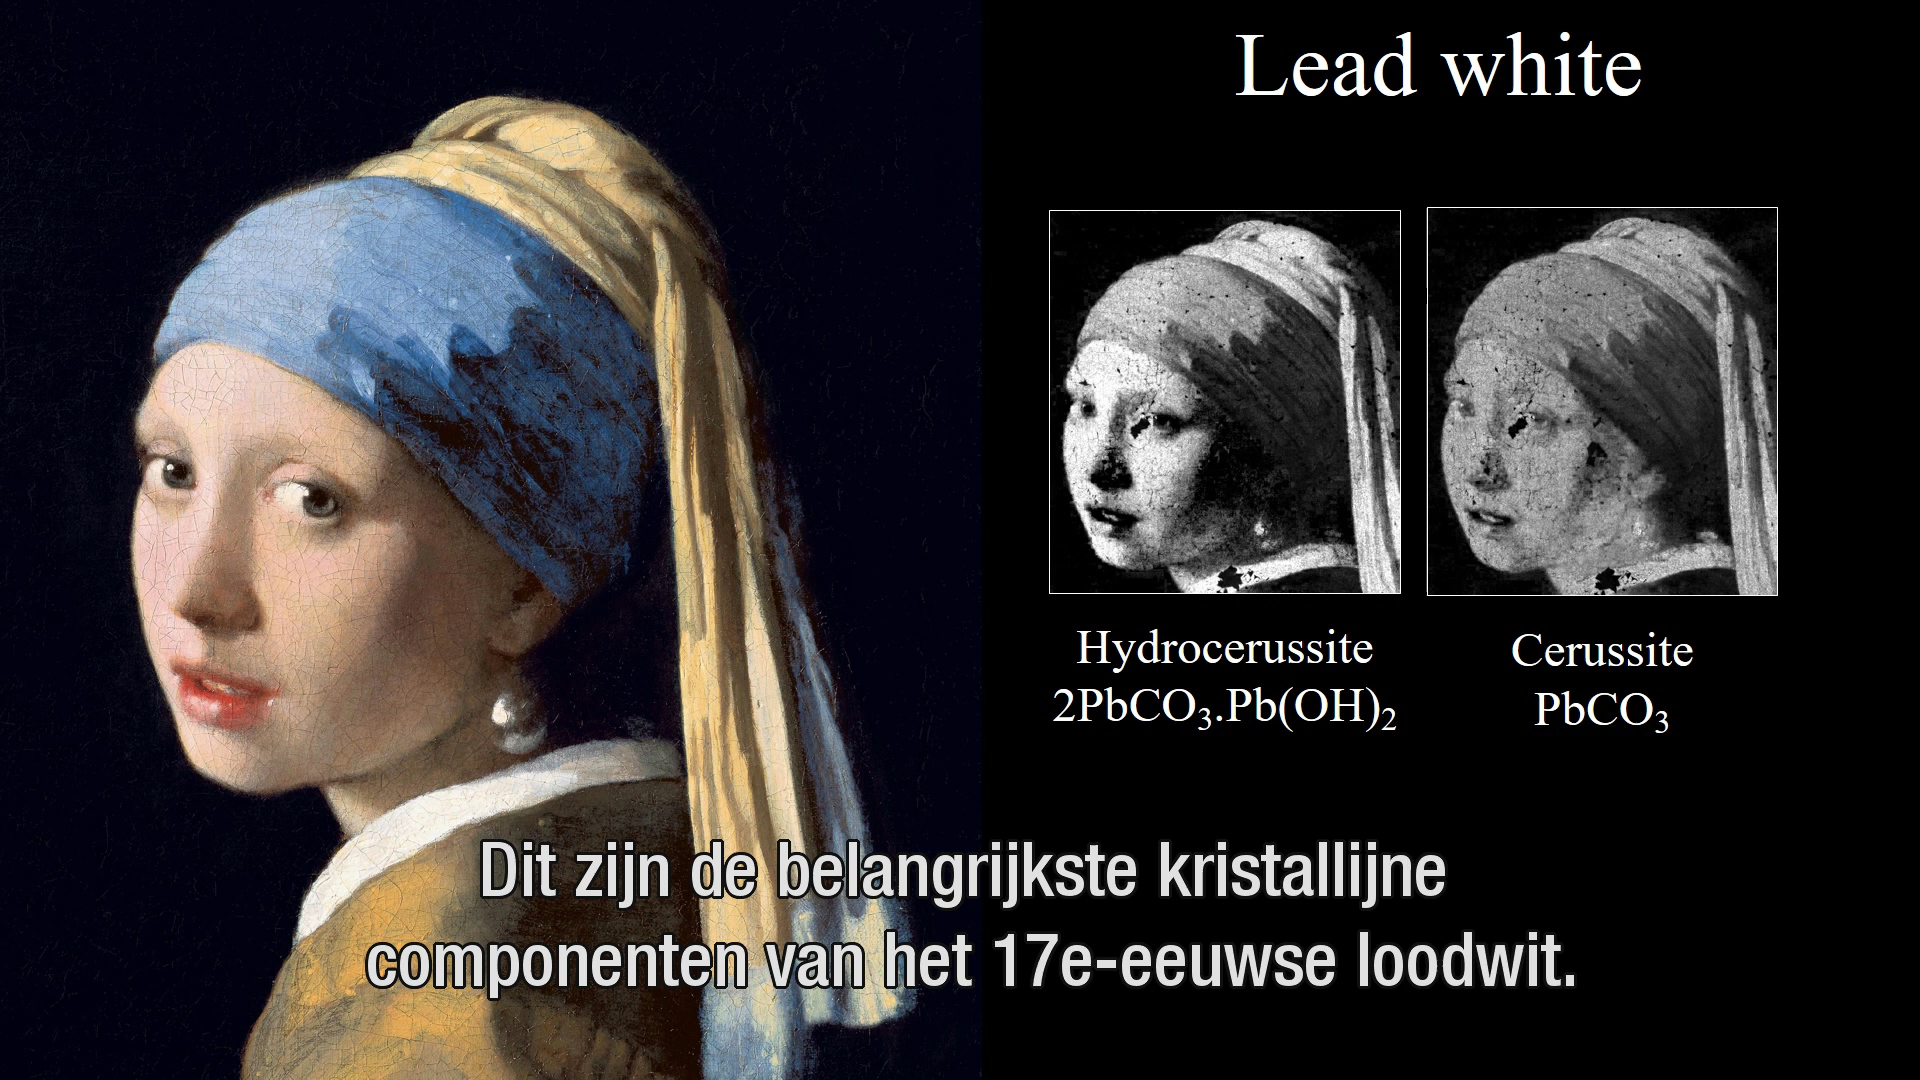 Lead white
Hydrocerussite
2PbCO₃.Pb(OH)₂
Cerussite
PbCO₃
Dit zijn de belangrijkste kristallijne
componenten van het 17e-eeuwse loodwit.